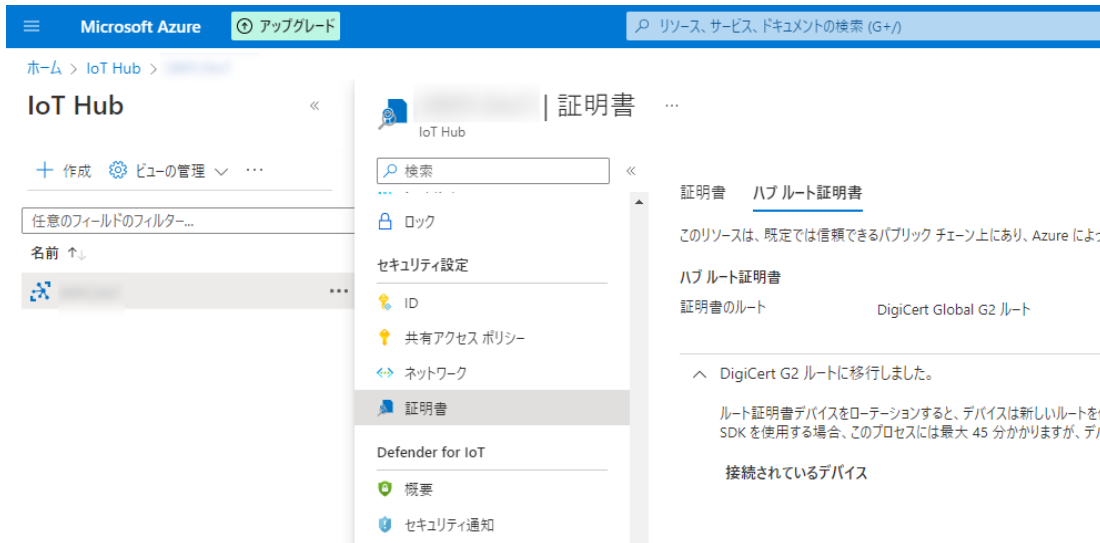 Microsoft Azure
アップグレード
リソース、サービス、ドキュメントの検索 (G+/)
ホーム > IoT Hub >
IoT Hub
«
| 証明書 ...
IoT Hub
+ 作成 ビューの管理 ...
検索
«
任意のフィールドのフィルター...
名前 ↑↓
...
ロック
セキュリティ設定
ID
共有アクセス ポリシー
ネットワーク
証明書
Defender for IoT
概要
セキュリティ通知
証明書 ハブ ルート証明書
このリソースは、既定では信頼できるパブリック チェーン上にあり、Azure によ
ハブ ルート証明書
証明書のルート DigiCert Global G2 ルート
DigiCert G2 ルートに移行しました。
ルート証明書デバイスをローテーションすると、デバイスは新しいルートを
SDK を使用する場合、このプロセスには最大 45 分かかりますが、デ
接続されているデバイス